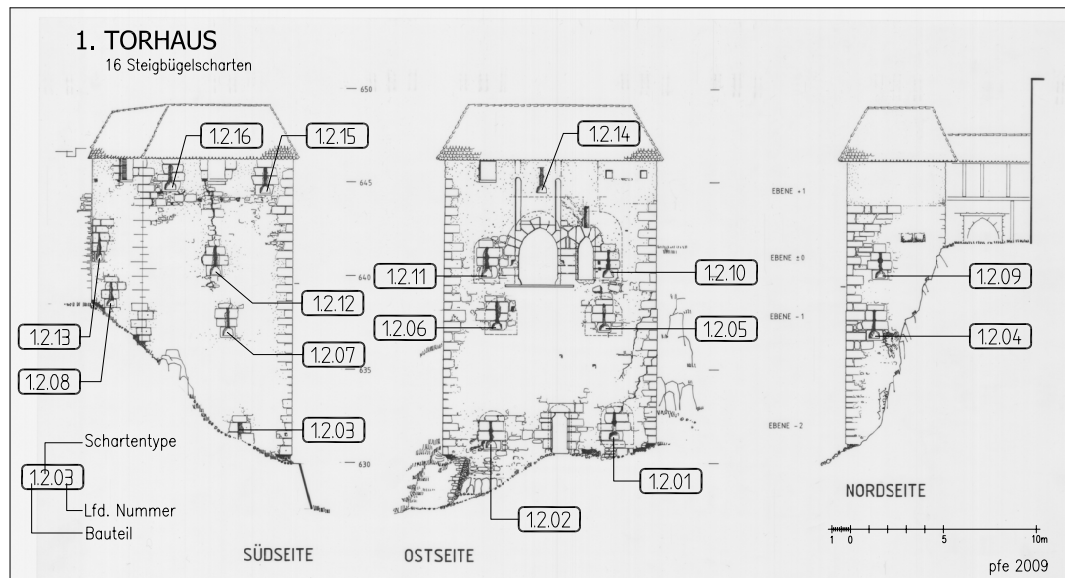 1. TORHAUS
16 Steigbügelscharten
650
1.2.16
1.2.15
1.2.14
645
EBENE +1
1.2.11
1.2.10
EBENE ±0
1.2.09
640
1.2.12
1.2.13
1.2.06
1.2.05
EBENE -1
1.2.04
1.2.07
1.2.08
635
1.2.03
EBENE -2
Schartentype
1.2.03
630
1.2.01
1.2.02
Lfd. Nummer
Bauteil
NORDSEITE
SÜDSEITE
OSTSEITE
1 0 5 10m
pfe 2009